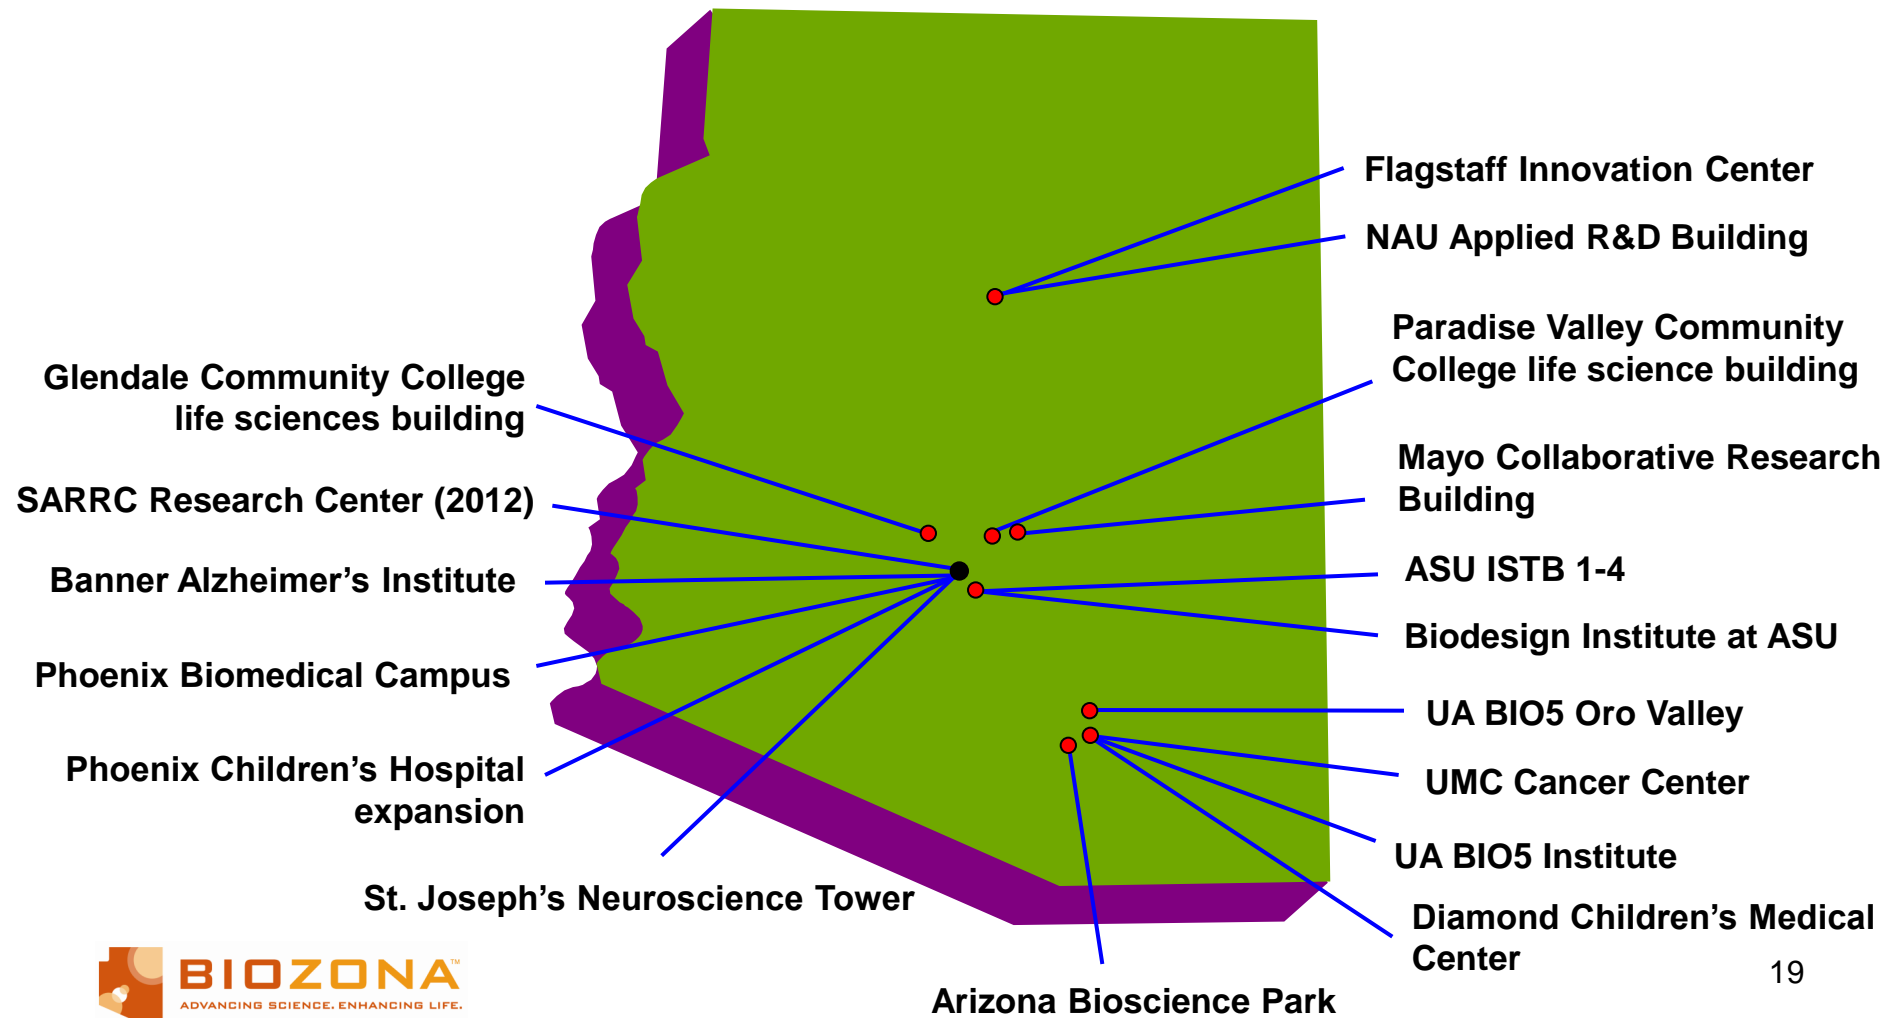 Flagstaff Innovation Center
NAU Applied R&D Building
Paradise Valley Community
College life science building
Glendale Community College
life sciences building
Mayo Collaborative Research
Building
SARRC Research Center (2012)
ASU ISTB 1-4
Banner Alzheimer’s Institute
Biodesign Institute at ASU
Phoenix Biomedical Campus
UA BIO5 Oro Valley
Phoenix Children’s Hospital
expansion
UMC Cancer Center
UA BIO5 Institute
St. Joseph’s Neuroscience Tower
Diamond Children’s Medical
Center
Arizona Bioscience Park
BIOZONA™
ADVANCING SCIENCE. ENHANCING LIFE.
19